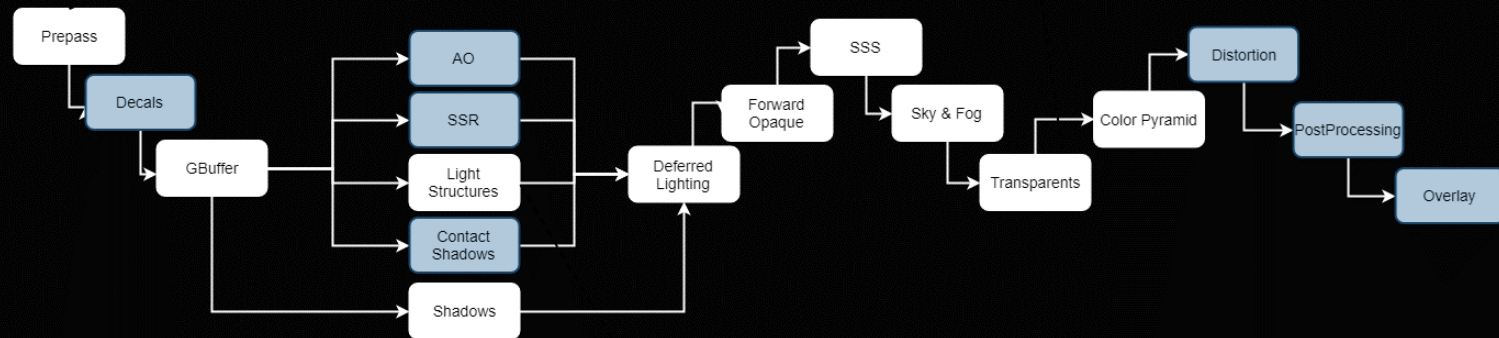 Prepass
Decals
GBuffer
AO
SSR
Light
Structures
Contact
Shadows
Shadows
Deferred
Lighting
Forward
Opaque
SSS
Sky & Fog
Transparents
Color Pyramid
Distortion
PostProcessing
Overlay